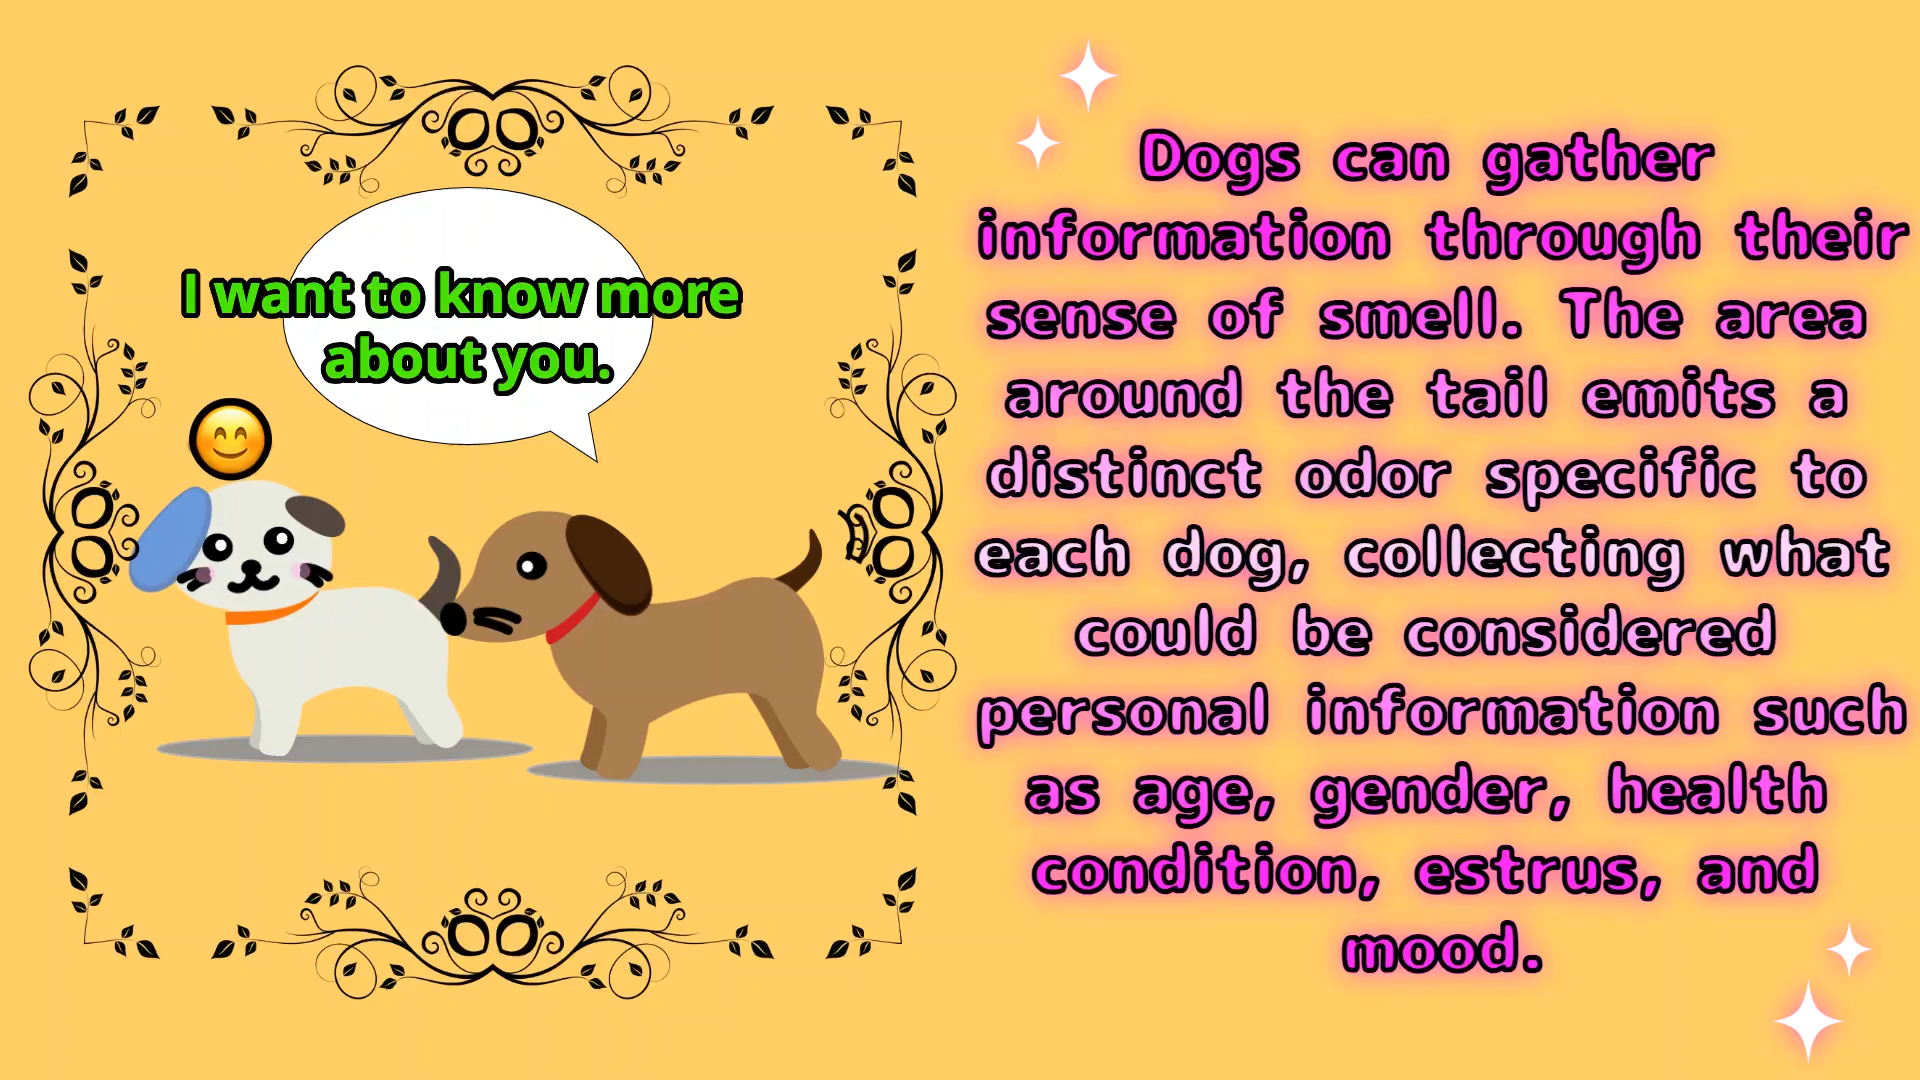 I want to know more
about you.
Dogs can gather
information through their
sense of smell. The area
around the tail emits a
distinct odor specific to
each dog, collecting what
could be considered
personal information such
as age, gender, health
condition, estrus, and
mood.